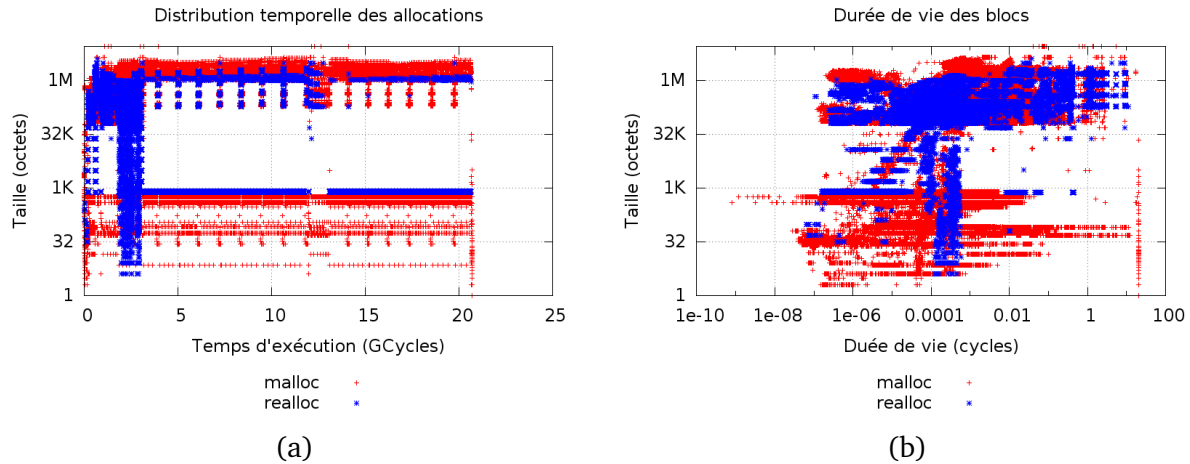 Distribution temporelle des allocations
Taille (octets)
1M
32K
1K
32
1
0 5 10 15 20 25
Temps d'exécution (GCycles)
malloc
realloc
(a)
Durée de vie des blocs
Taille (octets)
1M
32K
1K
32
1
1e-10 1e-08 1e-06 0.0001 0.01 1 100
Duée de vie (cycles)
malloc
realloc
(b)